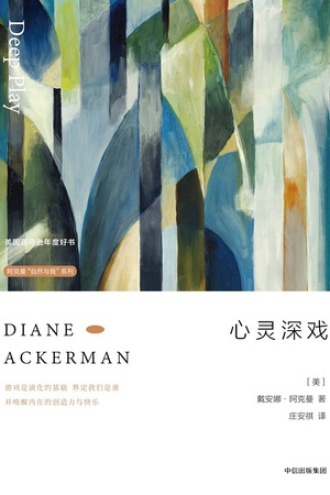 Deep Play
美国亚马逊年度好书
阿克曼“自然与我”系列
DIANE
ACKERMAN
心灵深戏
[美]
戴安娜·阿克曼 著
庄安祺 译
游戏是演化的基础 界定我们是谁
并唤醒内在的创造力与快乐
中信出版集团